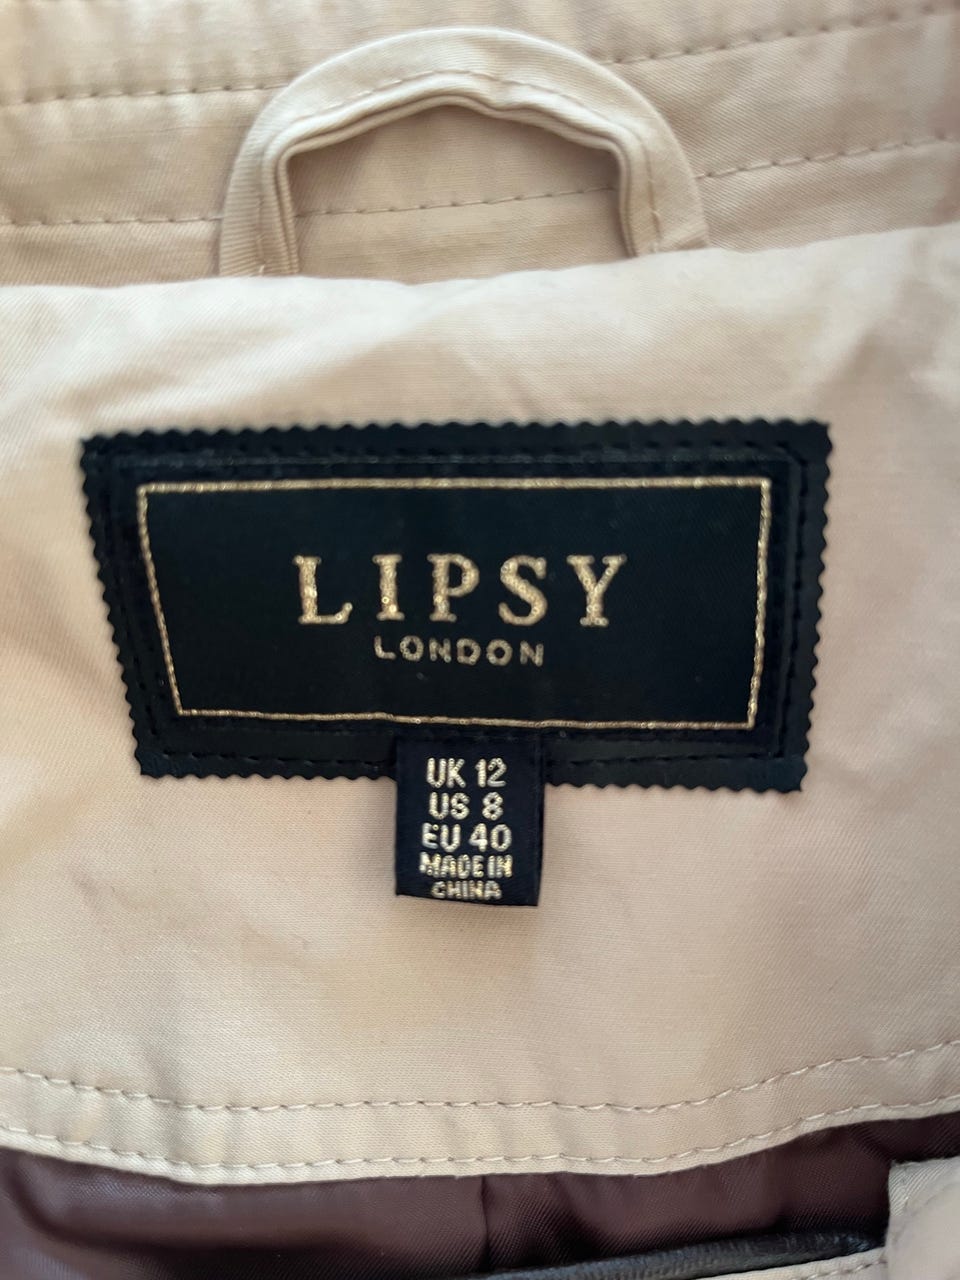 LIPSY
LONDON
UK 12
US 8
EU 40
MADE IN
CHINA